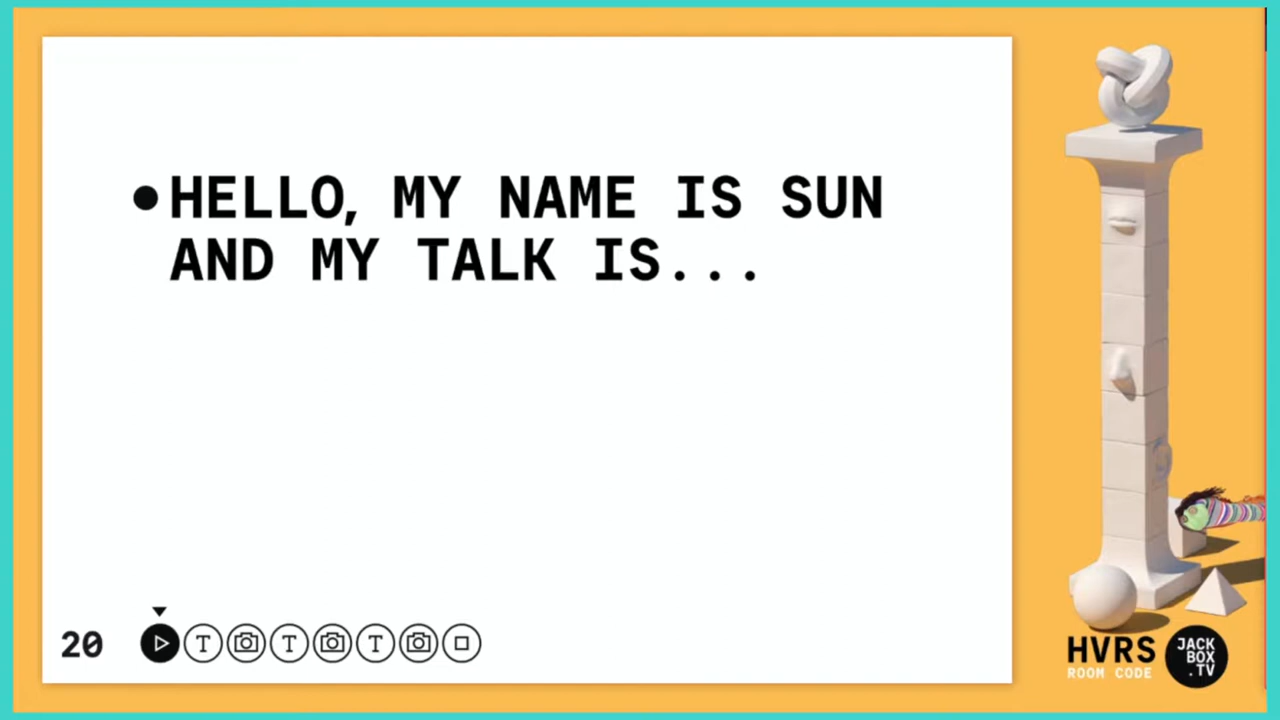 •HELLO, MY NAME IS SUN
AND MY TALK IS...
20
T T T
HVRS
ROOM CODE
JACK
BOX
.TV